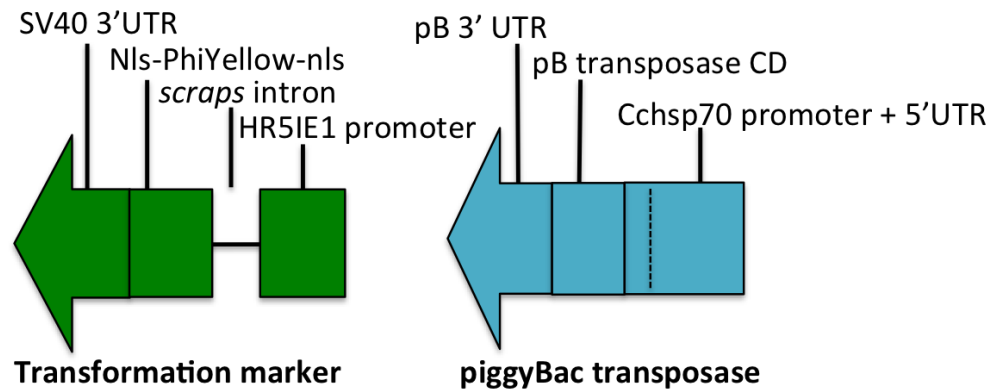 SV40 3’UTR
Nls-PhiYellow-nls
scraps intron
HR5IE1 promoter
Transformation marker
pB 3’ UTR
pB transposase CD
Cchsp70 promoter + 5’UTR
piggyBac transposase